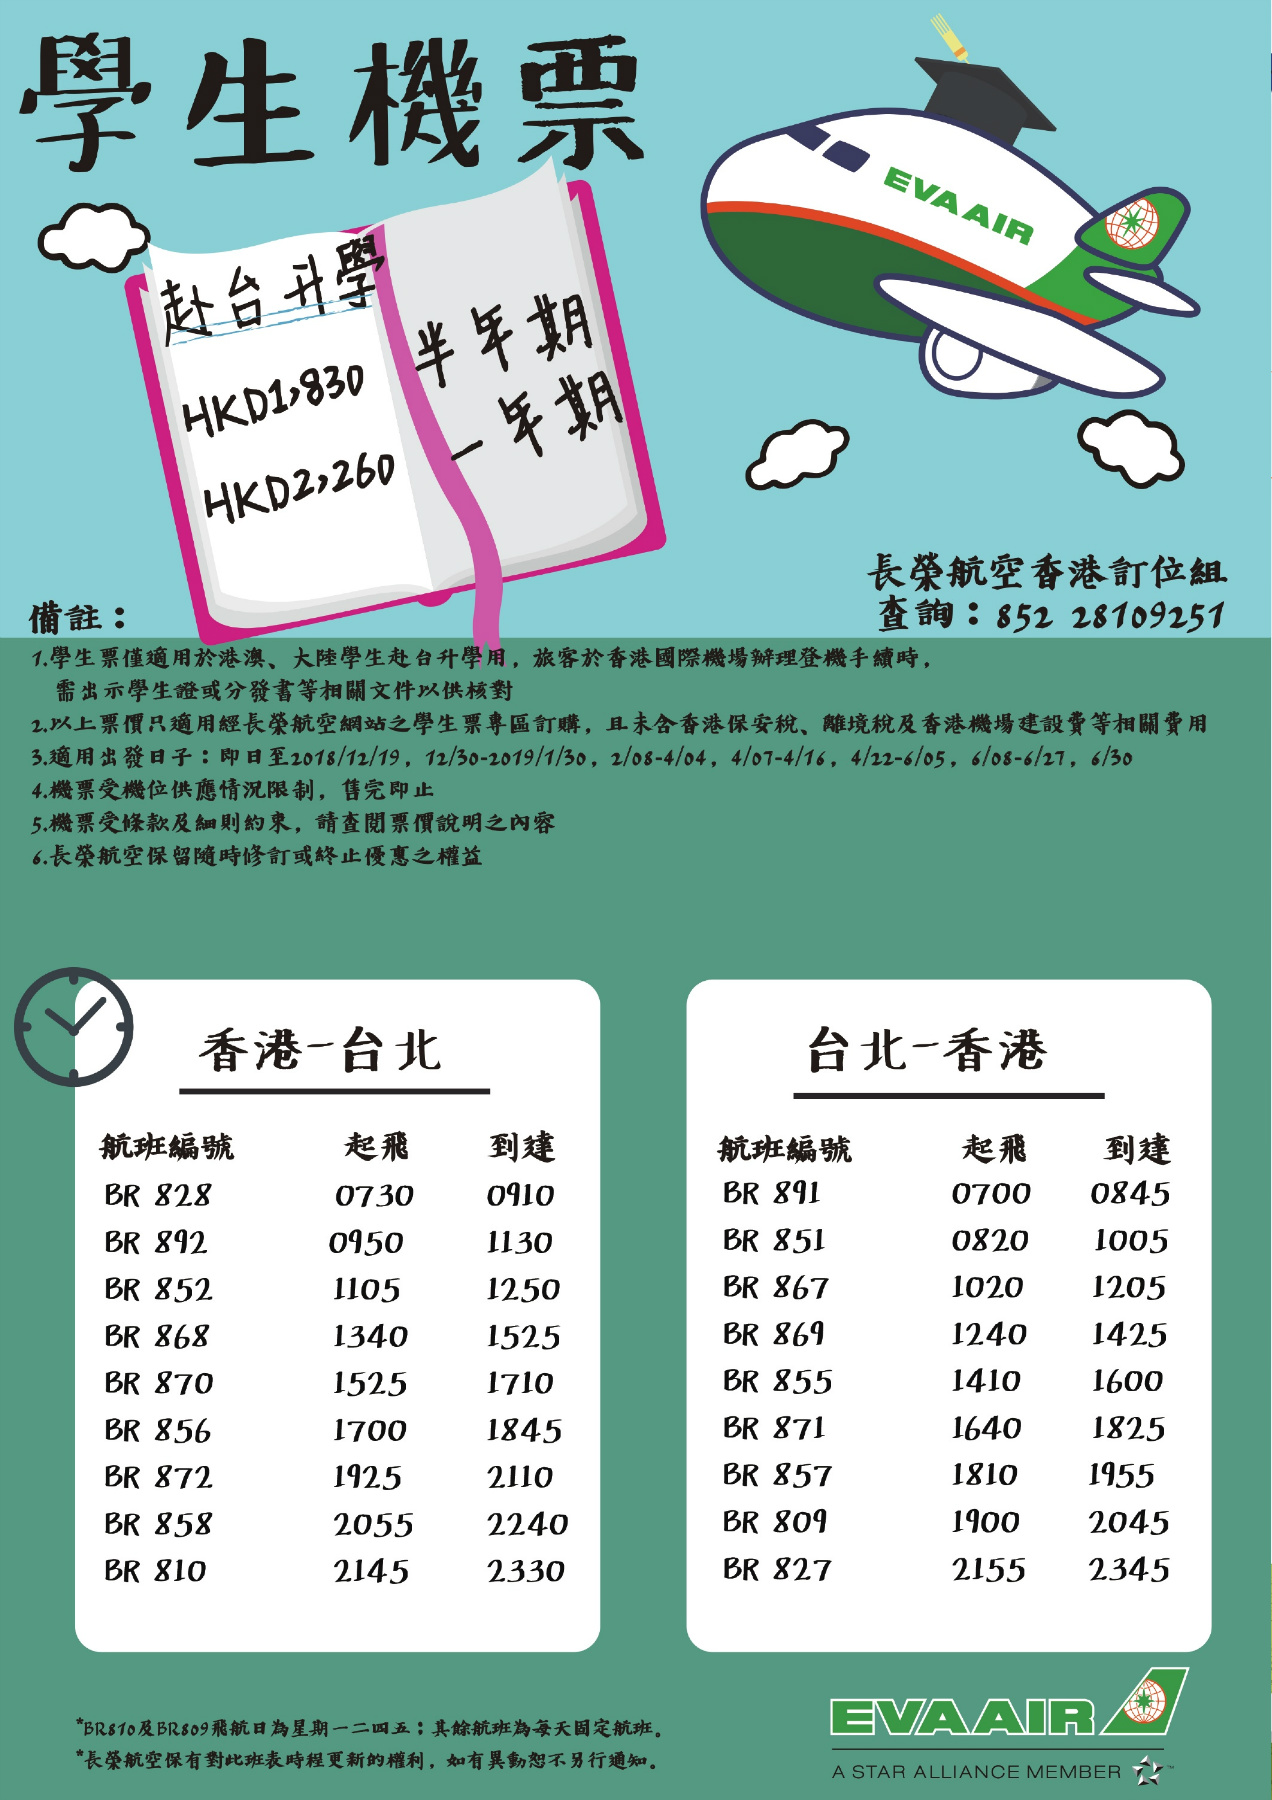 學生機票
EVA AIR
赴台升學
HKD1,830 半年期
HKD2,260 一年期
長榮航空香港訂位組
查詢：852 28109251
備註：
1.學生票僅適用於港澳、大陸學生赴台升學用，旅客於香港國際機場辦理登機手續時，
需出示學生證或分發書等相關文件以供核對
2.以上票價只適用經長榮航空網站之學生票專區訂購，且未含香港保安稅、離境稅及香港機場建設費等相關費用
3.適用出發日子：即日至2018/12/19，12/30-2019/1/30，2/08-4/04，4/07-4/16，4/22-6/05，6/08-6/27，6/30
4.機票受機位供應情況限制，售完即止
5.機票受條款及細則約束，請查閱票價說明之內容
6.長榮航空保留隨時修訂或終止優惠之權益
香港-台北
航班編號 起飛 到達
BR 828 0730 0910
BR 892 0950 1130
BR 852 1105 1250
BR 868 1340 1525
BR 870 1525 1710
BR 856 1700 1845
BR 872 1925 2110
BR 858 2055 2240
BR 810 2145 2330
台北-香港
航班編號 起飛 到達
BR 891 0700 0845
BR 851 0820 1005
BR 867 1020 1205
BR 869 1240 1425
BR 855 1410 1600
BR 871 1640 1825
BR 857 1810 1955
BR 809 1900 2045
BR 827 2155 2345
*BR810及BR809飛航日為星期一二四五；其餘航班為每天固定航班。
*長榮航空保有對此班表時程更新的權利，如有異動恕不另行通知。
EVA AIR
A STAR ALLIANCE MEMBER ™